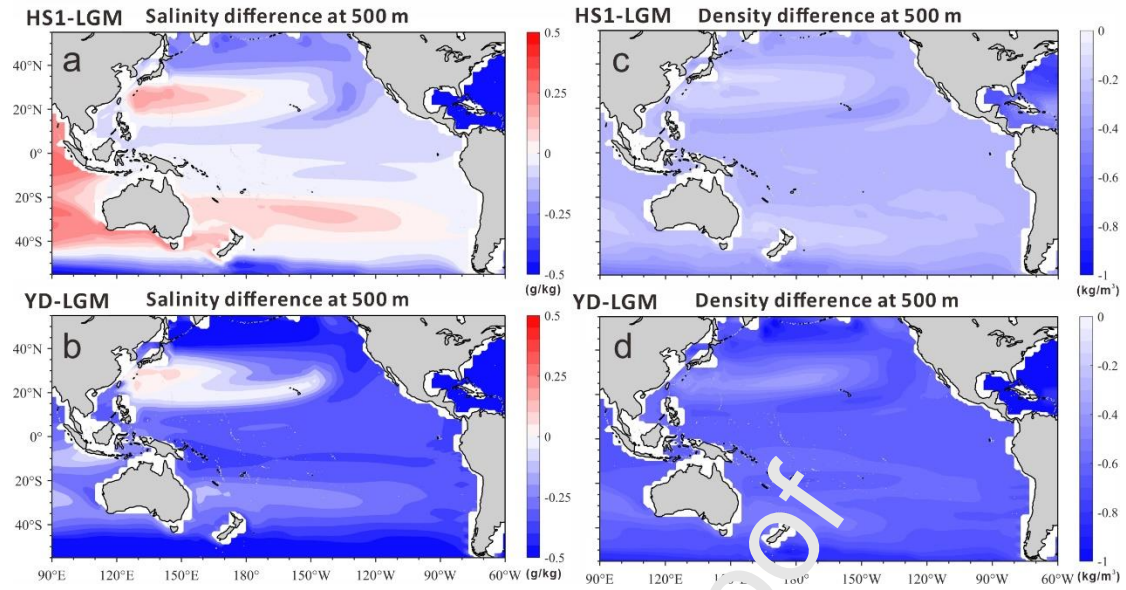 HS1-LGM Salinity difference at 500 m
a
40°N
20°N
0°
20°S
40°S
0.5
0.25
0
-0.25
-0.5
(g/kg)
HS1-LGM Density difference at 500 m
c
0
-0.2
-0.4
-0.6
-0.8
-1
(kg/m³)
YD-LGM Salinity difference at 500 m
b
40°N
20°N
0°
20°S
40°S
90°E 120°E 150°E 180° 150°W 120°W 90°W 60°W
0.5
0.25
0
-0.25
-0.5
(g/kg)
YD-LGM Density difference at 500 m
d
90°E 120°E 150°E 180° 150°W 120°W 90°W 60°W
0
-0.2
-0.4
-0.6
-0.8
-1
(kg/m³)
oof